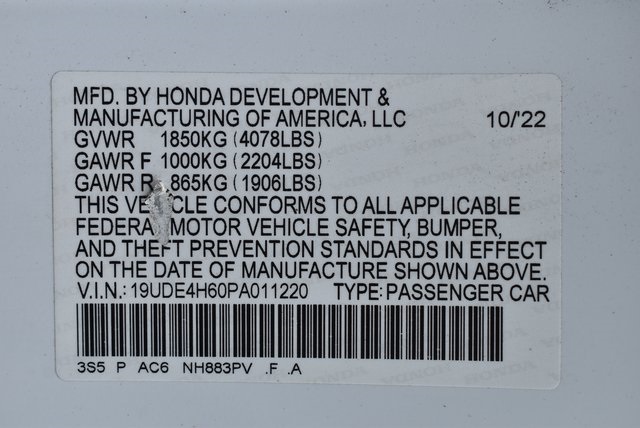 MFD. BY HONDA DEVELOPMENT &
MANUFACTURING OF AMERICA, LLC 10/'22
GVWR 1850KG (4078LBS)
GAWR F 1000KG (2204LBS)
GAWR R 865KG (1906LBS)
THIS VEHICLE CONFORMS TO ALL APPLICABLE
FEDERAL MOTOR VEHICLE SAFETY, BUMPER,
AND THEFT PREVENTION STANDARDS IN EFFECT
ON THE DATE OF MANUFACTURE SHOWN ABOVE.
V.I.N.: 19UDE4H60PA011220 TYPE: PASSENGER CAR
3S5 P AC6 NH883PV .F .A